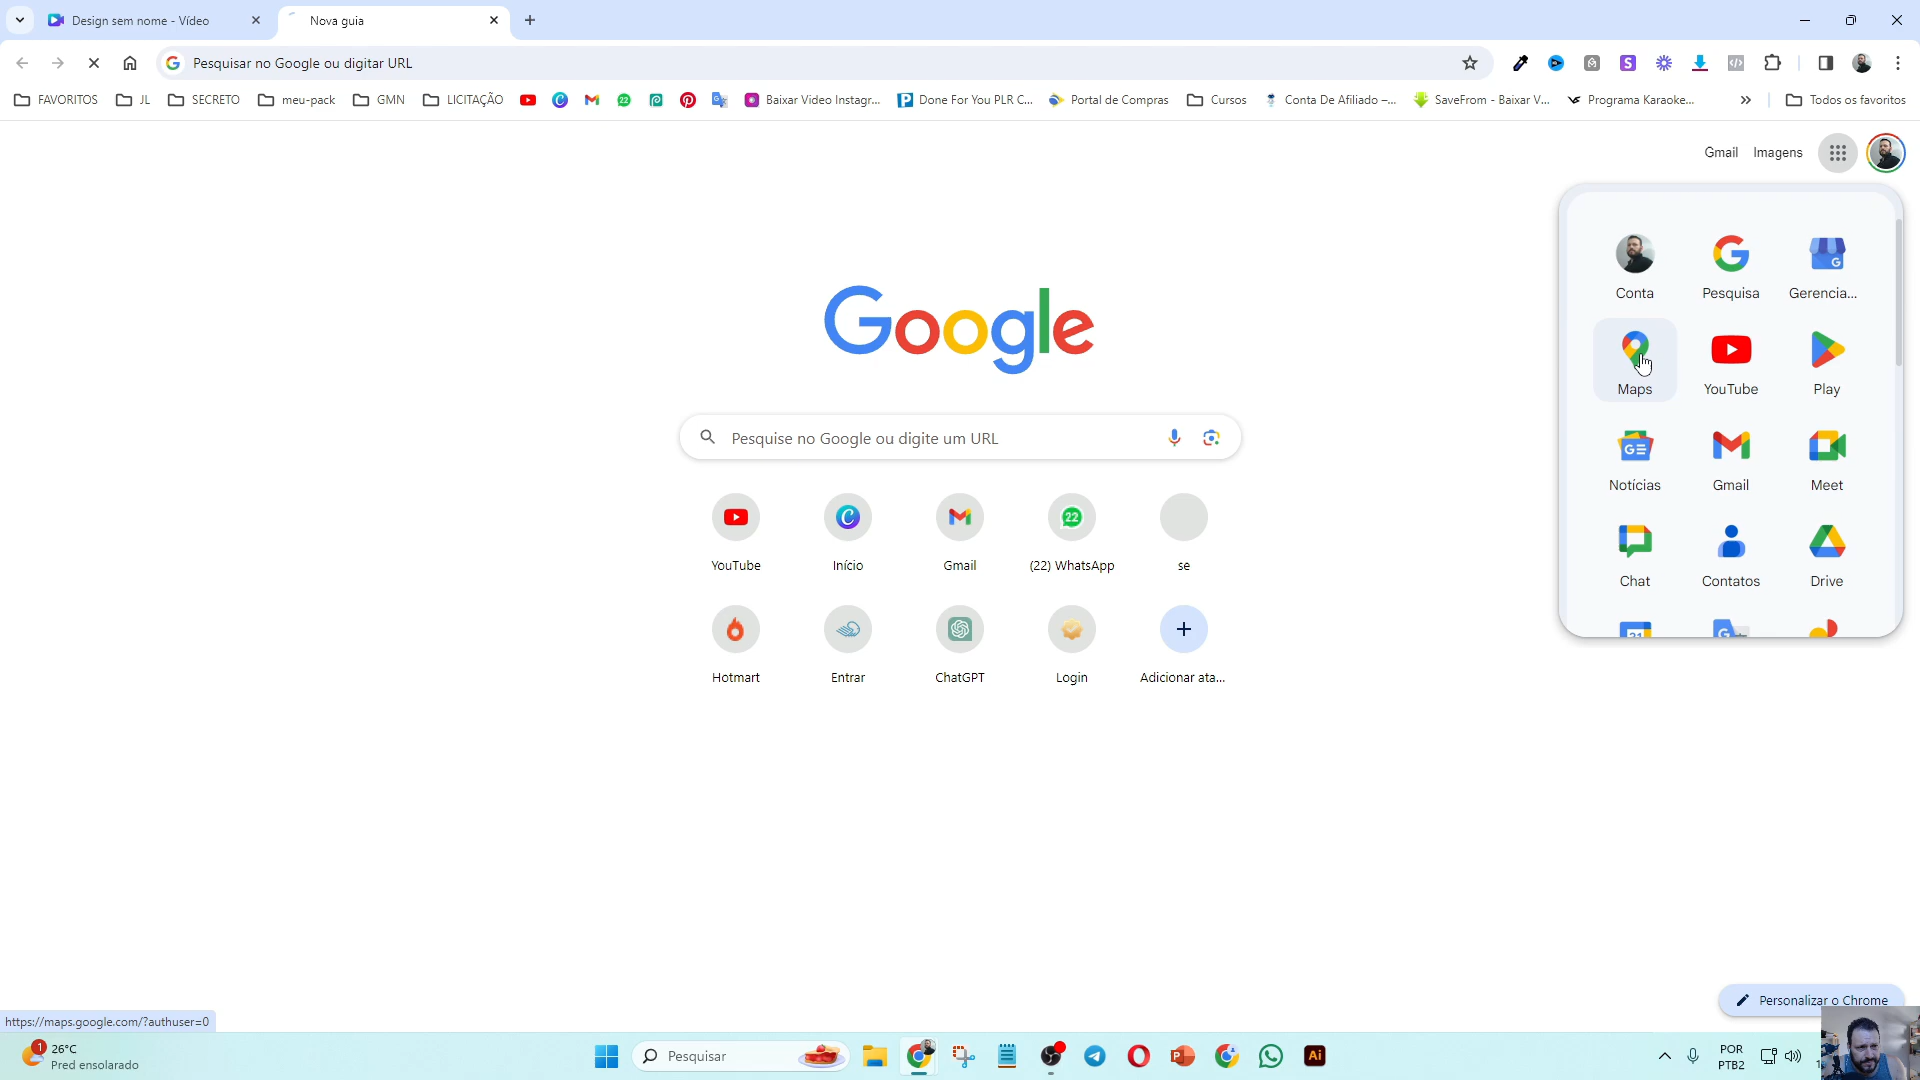 Design sem nome - Vídeo
Nova guia
Pesquisar no Google ou digitar URL
FAVORITOS
JL
SECRETO
meu-pack
GMN
LICITAÇÃO
Baixar Video Instagr...
Done For You PLR C...
Portal de Compras
Cursos
Conta De Afiliado –...
SaveFrom - Baixar V...
Programa Karaoke...
Todos os favoritos
Gmail
Imagens
Conta
Pesquisa
Gerencia...
Maps
YouTube
Play
Notícias
Gmail
Meet
Chat
Contatos
Drive
Google
Pesquise no Google ou digite um URL
YouTube
Início
Gmail
(22) WhatsApp
se
Hotmart
Entrar
ChatGPT
Login
Adicionar ata...
Personalizar o Chrome
https://maps.google.com/?authuser=0
26°C
Pred ensolarado
Pesquisar
POR
PTB2